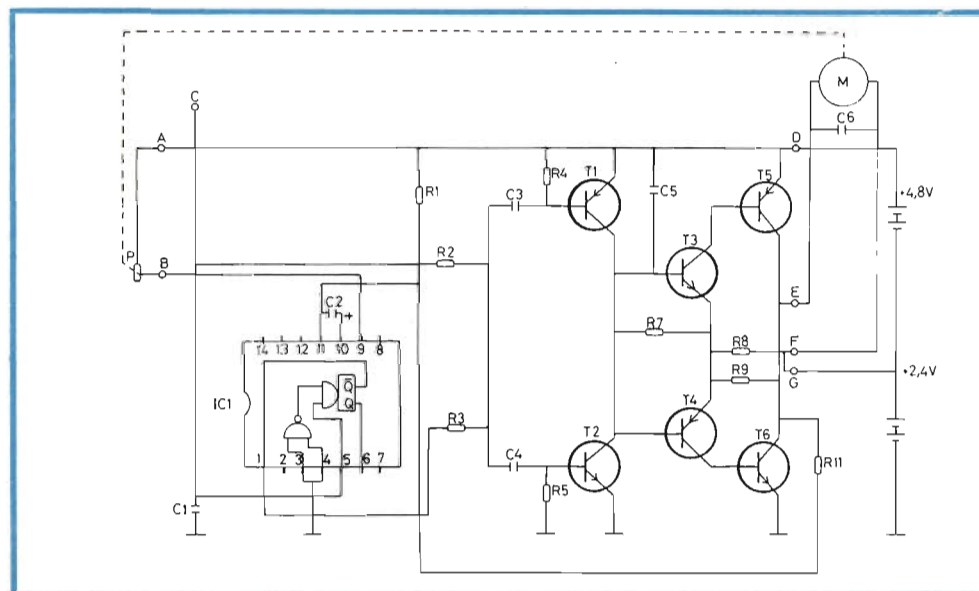 M
C
C6
A
D
T1
T5
R4
R1
C5
+4,8V
C3
P
B
R2
T3
C2
+
E
R7
14 13 12 11 10 9 8
R8
F
R9
G
+2,4V
IC1
Q̅
Q
R3
T4
T2
T6
1 2 3 4 5 6 7
C4
R11
C1
R5